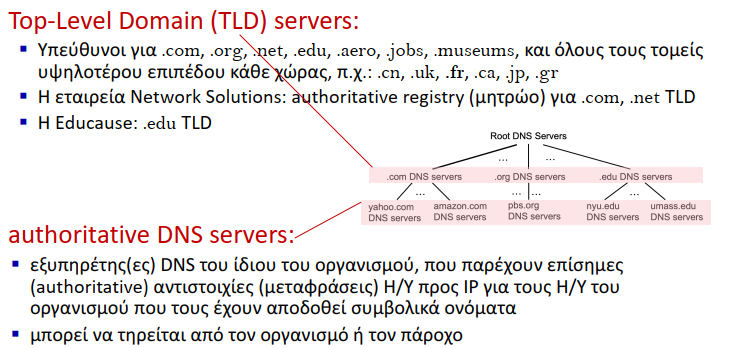 Top-Level Domain (TLD) servers:
Υπεύθυνοι για .com, .org, .net, .edu, .aero, .jobs, .museums, και όλους τους τομείς
υψηλοτέρου επιπέδου κάθε χώρας, π.χ.: .cn, .uk, .fr, .ca, .jp, .gr
Η εταιρεία Network Solutions: authoritative registry (μητρώο) για .com, .net TLD
Η Educause: .edu TLD
Root DNS Servers
… …
.com DNS servers .org DNS servers .edu DNS servers
… … …
yahoo.com amazon.com pbs.org nyu.edu umass.edu
DNS servers DNS servers DNS servers DNS servers DNS servers
authoritative DNS servers:
εξυπηρέτης(ες) DNS του ίδιου του οργανισμού, που παρέχουν επίσημες
(authoritative) αντιστοιχίες (μεταφράσεις) Η/Υ προς IP για τους Η/Υ του
οργανισμού που τους έχουν αποδοθεί συμβολικά ονόματα
μπορεί να τηρείται από τον οργανισμό ή τον πάροχο